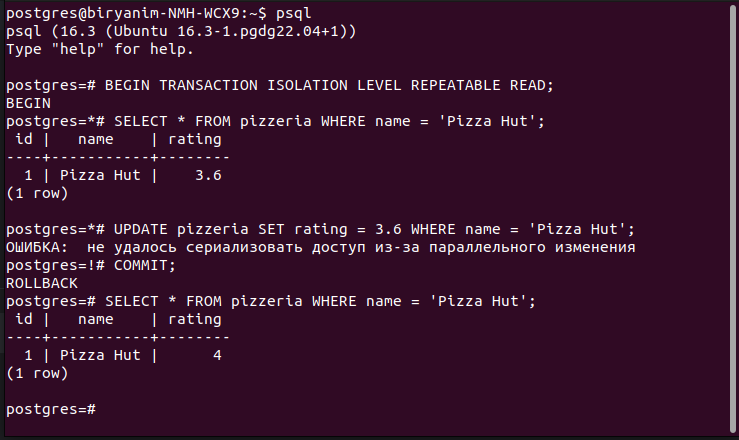 postgres@biryanim-NMH-WCX9:~$ psql
psql (16.3 (Ubuntu 16.3-1.pgdg22.04+1))
Type "help" for help.

postgres=# BEGIN TRANSACTION ISOLATION LEVEL REPEATABLE READ;
BEGIN
postgres=*# SELECT * FROM pizzeria WHERE name = 'Pizza Hut';
 id |   name    | rating
----+-----------+--------
  1 | Pizza Hut |    3.6
(1 row)

postgres=*# UPDATE pizzeria SET rating = 3.6 WHERE name = 'Pizza Hut';
ОШИБКА:  не удалось сериализовать доступ из-за параллельного изменения
postgres=!# COMMIT;
ROLLBACK
postgres=# SELECT * FROM pizzeria WHERE name = 'Pizza Hut';
 id |   name    | rating
----+-----------+--------
  1 | Pizza Hut |      4
(1 row)

postgres=#